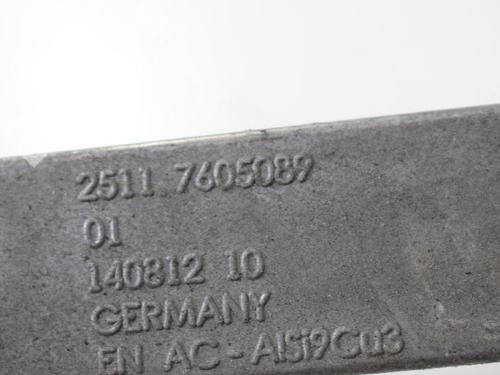 2511 7605089
01
140812 10
GERMANY
EN AC-AlSi9Cu3